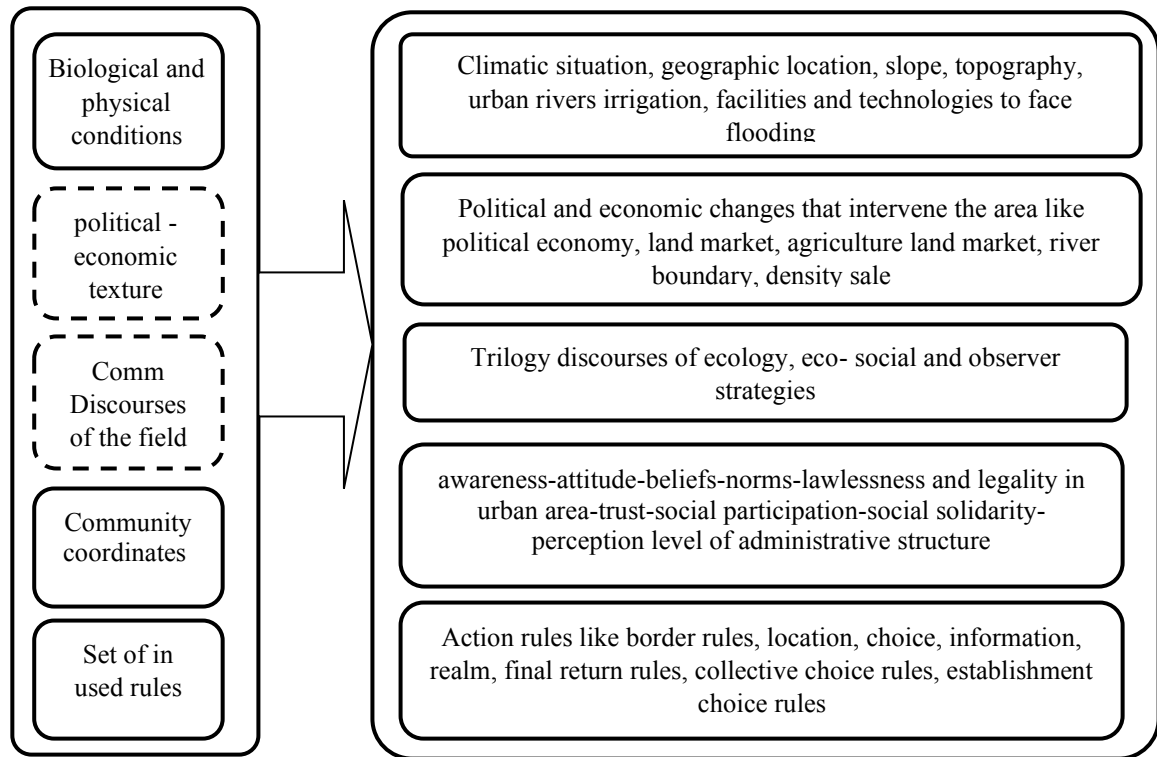 Biological and
physical
conditions
Climatic situation, geographic location, slope, topography,
urban rivers irrigation, facilities and technologies to face
flooding
political -
economic
texture
Political and economic changes that intervene the area like
political economy, land market, agriculture land market, river
boundary, density sale
Comm
Discourses
of the field
Trilogy discourses of ecology, eco- social and observer
strategies
Community
coordinates
awareness-attitude-beliefs-norms-lawlessness and legality in
urban area-trust-social participation-social solidarity-
perception level of administrative structure
Set of in
used rules
Action rules like border rules, location, choice, information,
realm, final return rules, collective choice rules, establishment
choice rules